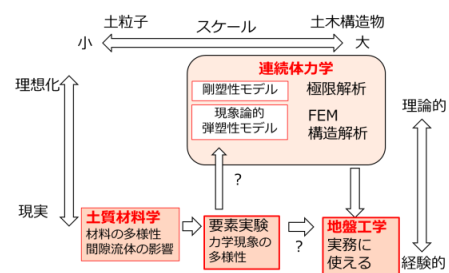 土粒子
スケール
土木構造物
小
大
理想化
現実
連続体力学
剛塑性モデル
極限解析
現象論的
弾塑性モデル
FEM
構造解析
理論的
経験的
?
土質材料学
材料の多様性
間隙流体の影響
要素実験
力学現象の
多様性
?
地盤工学
実務に
使える